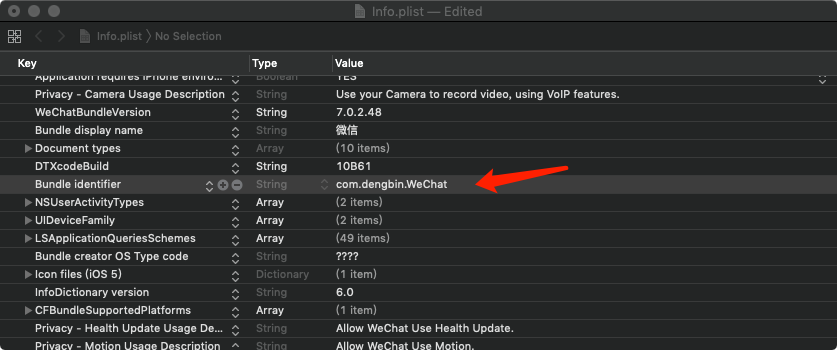 Info.plist — Edited
Info.plist No Selection
Key Type Value
Application requires iPhone enviro... Boolean YES
Privacy - Camera Usage Description String Use your Camera to record video, using VoIP features.
WeChatBundleVersion String 7.0.2.48
Bundle display name String 微信
Document types Array (10 items)
DTXcodeBuild String 10B61
Bundle identifier String com.dengbin.WeChat
NSUserActivityTypes Array (2 items)
UIDeviceFamily Array (2 items)
LSApplicationQueriesSchemes Array (49 items)
Bundle creator OS Type code String ????
Icon files (iOS 5) Dictionary (1 item)
InfoDictionary version String 6.0
CFBundleSupportedPlatforms Array (1 item)
Privacy - Health Update Usage De... String Allow WeChat Use Health Update.
Privacy - Motion Usage Description String Allow WeChat Use Motion.